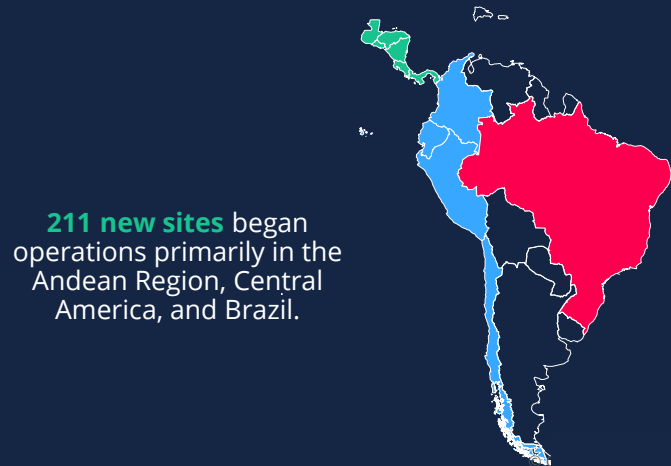 211 new sites began
operations primarily in the
Andean Region, Central
America, and Brazil.